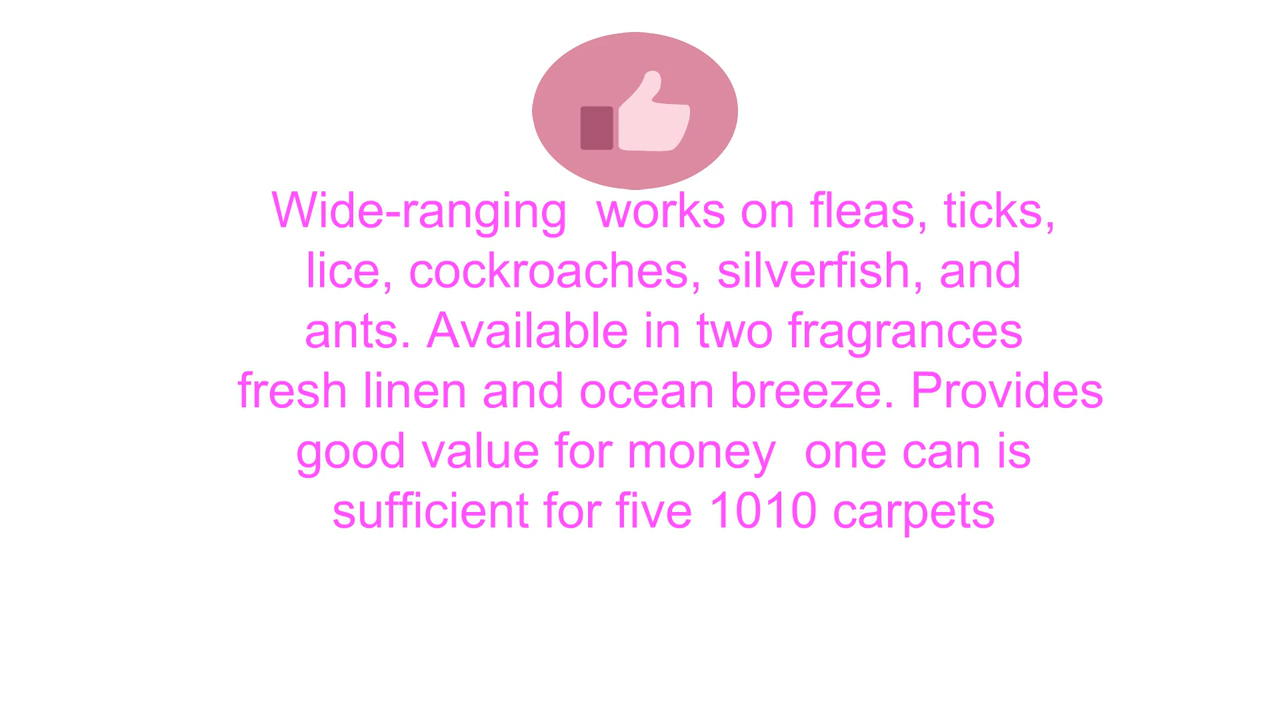 Wide-ranging  works on fleas, ticks,
lice, cockroaches, silverfish, and
ants. Available in two fragrances
fresh linen and ocean breeze. Provides
good value for money  one can is
sufficient for five 1010 carpets